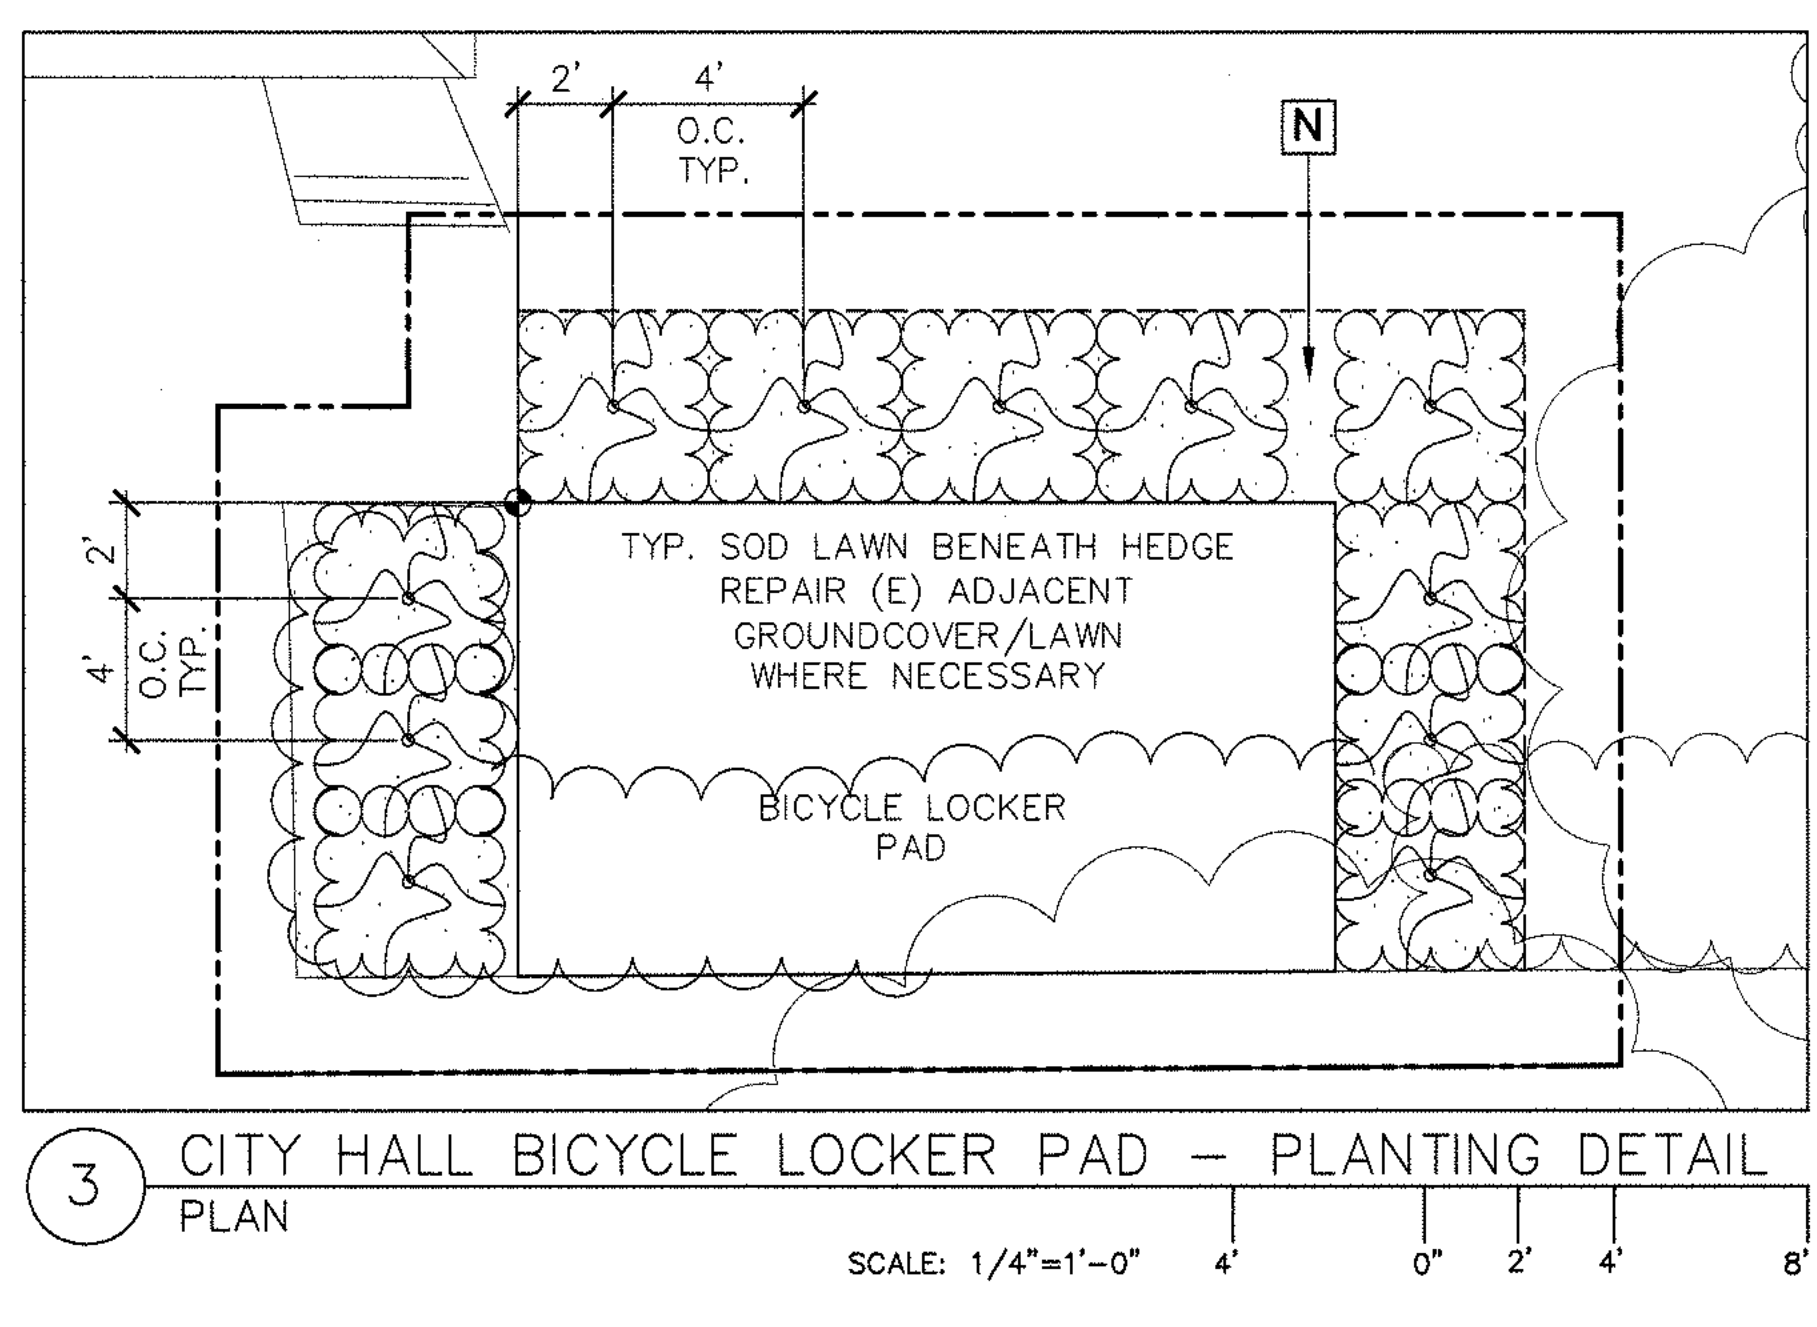 2' 4'
O.C.
TYP.
N
2'
4'
O.C.
TYP.
TYP. SOD LAWN BENEATH HEDGE
REPAIR (E) ADJACENT
GROUNDCOVER/LAWN
WHERE NECESSARY
BICYCLE LOCKER
PAD
3 CITY HALL BICYCLE LOCKER PAD - PLANTING DETAIL
PLAN
SCALE: 1/4"=1'-0" 4' 0" 2' 4' 8'